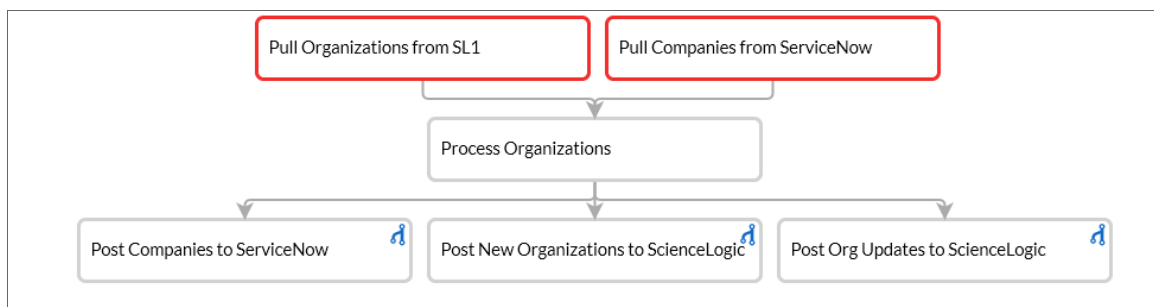 Pull Organizations from SL1
Pull Companies from ServiceNow
Process Organizations
Post Companies to ServiceNow
Post New Organizations to ScienceLogic
Post Org Updates to ScienceLogic